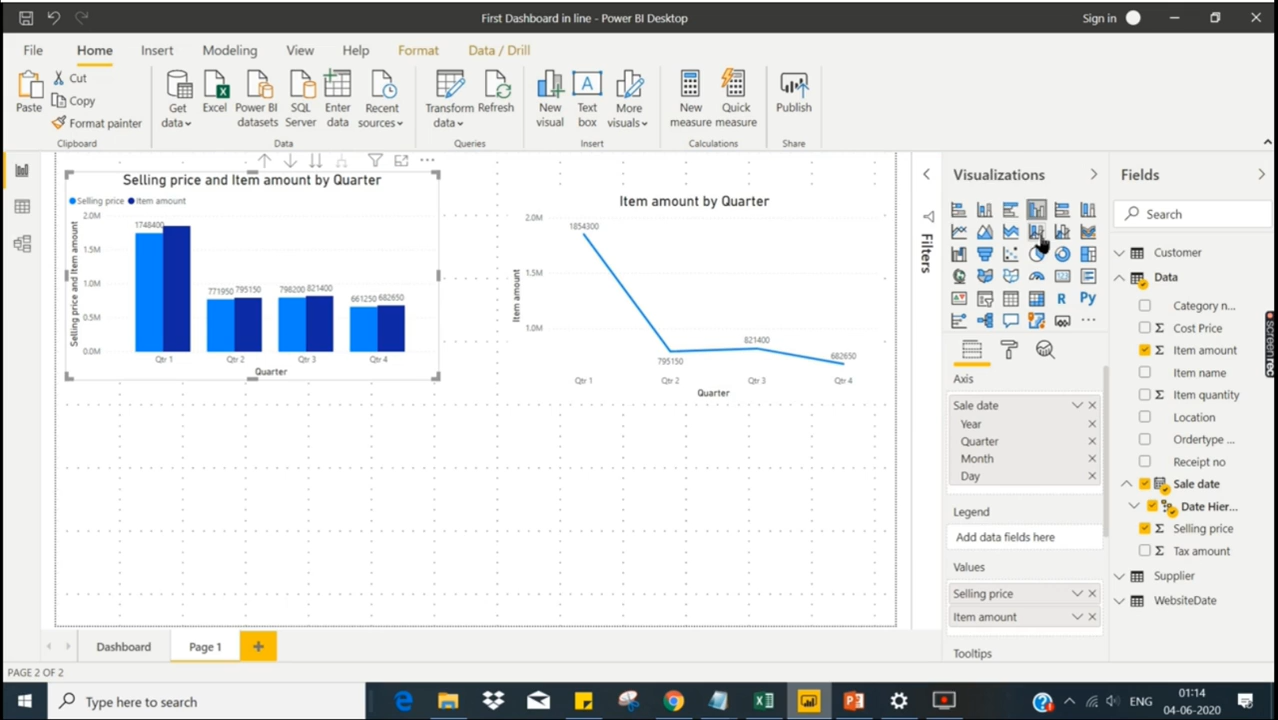 First Dashboard in line - Power BI Desktop
Sign in
File
Home
Insert
Modeling
View
Help
Format
Data / Drill
Paste
Cut
Copy
Format painter
Get data
Excel
Power BI datasets
SQL Server
Enter data
Recent sources
Transform data
Refresh
New visual
Text box
More visuals
New measure
Quick measure
Publish
Clipboard
Data
Queries
Insert
Calculations
Share
Selling price and Item amount by Quarter
Selling price
Item amount
Selling price and Item amount
2.0M
1.5M
1.0M
0.5M
0.0M
1748400
771950
795150
798200
821400
661250
682650
Qtr 1
Qtr 2
Qtr 3
Qtr 4
Quarter
Item amount by Quarter
Item amount
2.0M
1.5M
1.0M
1854300
795150
821400
682650
Qtr 1
Qtr 2
Qtr 3
Qtr 4
Quarter
Filters
Visualizations
R
Py
Axis
Sale date
Year
Quarter
Month
Day
Legend
Add data fields here
Values
Selling price
Item amount
Tooltips
Fields
Search
Customer
Data
Category n...
Cost Price
Item amount
Item name
Item quantity
Location
Ordertype ...
Receipt no
Sale date
Date Hier...
Selling price
Tax amount
Supplier
WebsiteDate
screenrec
Dashboard
Page 1
PAGE 2 OF 2
Type here to search
ENG
01:14
04-06-2020